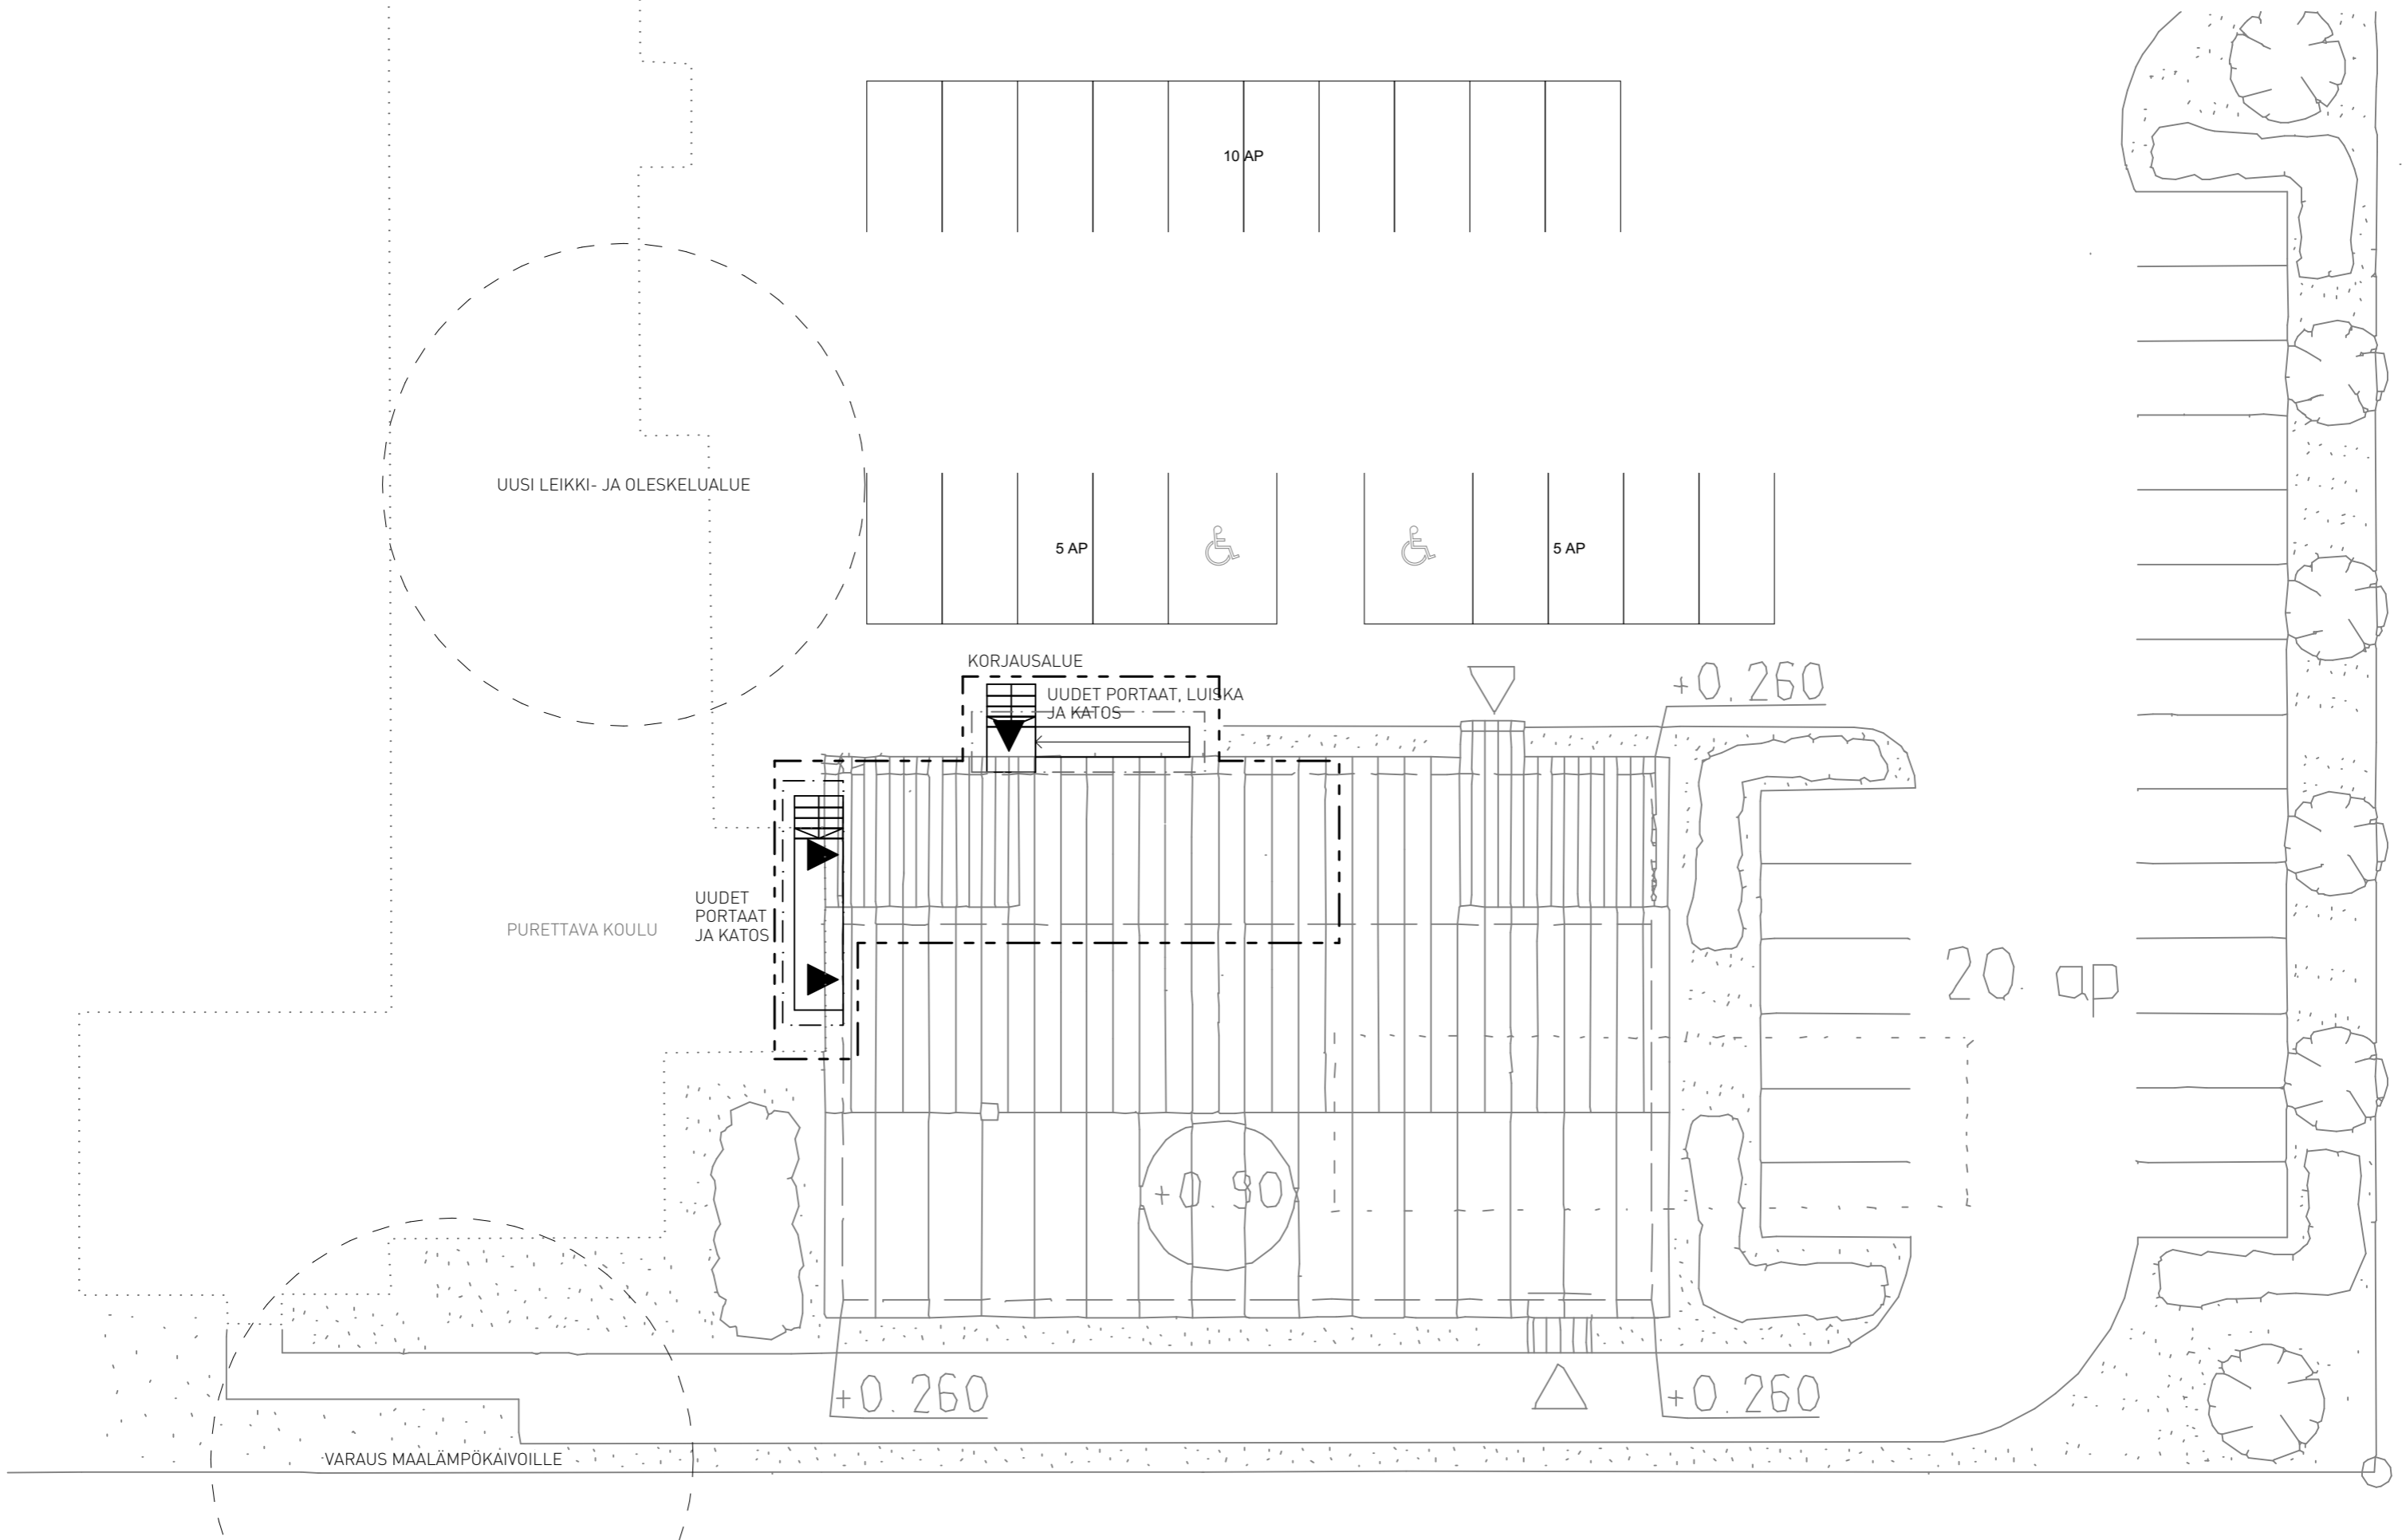 10 AP
UUSI LEIKKI- JA OLESKELUALUE
5 AP
5 AP
KORJAUSALUE
UUDET PORTAAT, LUISKA
JA KATOS
+0.260
UUDET
PORTAAT
JA KATOS
PURETTAVA KOULU
20. ap
+0.90
+0.260
+0.260
VARAUS MAALÄMPÖKAIVOILLE